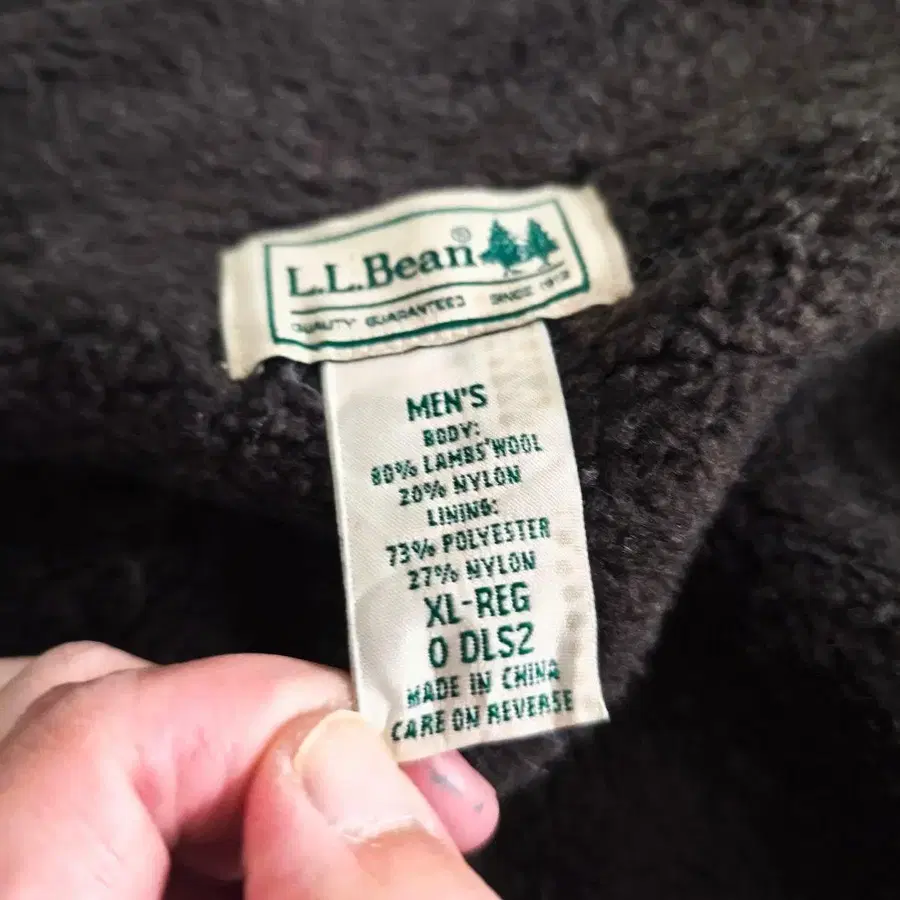 L.L.Bean®
QUALITY GUARANTEED SINCE 1912
MEN'S
BODY:
80% LAMBS'WOOL
20% NYLON
LINING:
73% POLYESTER
27% NYLON
XL-REG
0 DLS2
MADE IN CHINA
CARE ON REVERSE